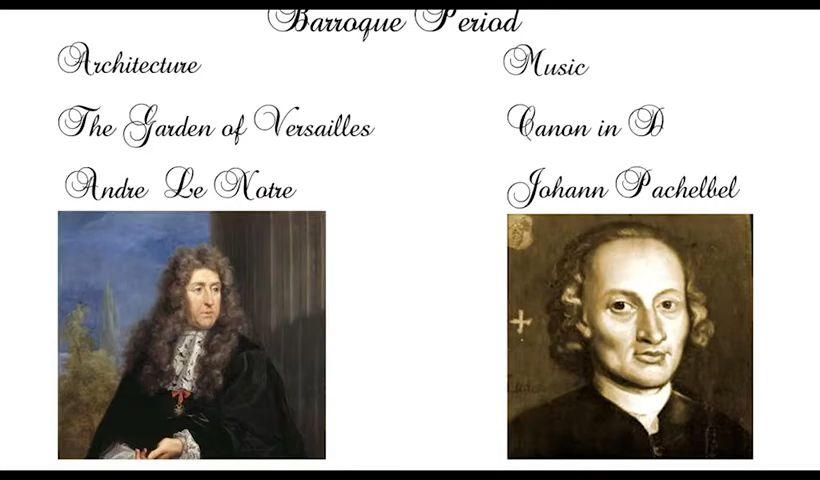 Barroque Period
Architecture
Music
The Garden of Versailles
Canon in D
Andre Le Notre
Johann Pachelbel